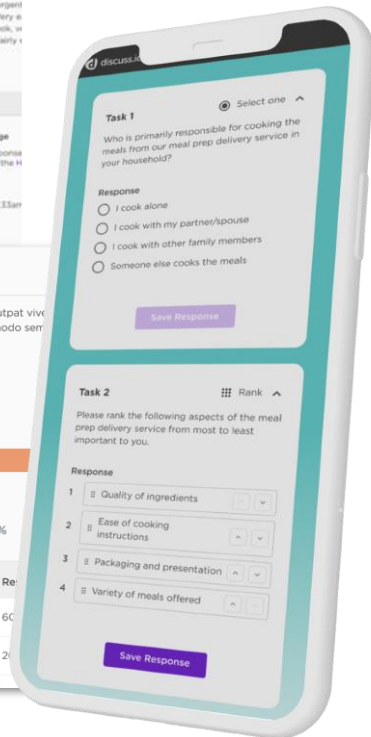 discuss.io
Task 1
Select one
Who is primarily responsible for cooking the
meals from our meal prep delivery service in
your household?
Response
I cook alone
I cook with my partner/spouse
I cook with other family members
Someone else cooks the meals
Save Response
Task 2
Rank
Please rank the following aspects of the meal
prep delivery service from most to least
important to you.
Response
1 Quality of ingredients
2 Ease of cooking
instructions
3 Packaging and presentation
4 Variety of meals offered
Save Response